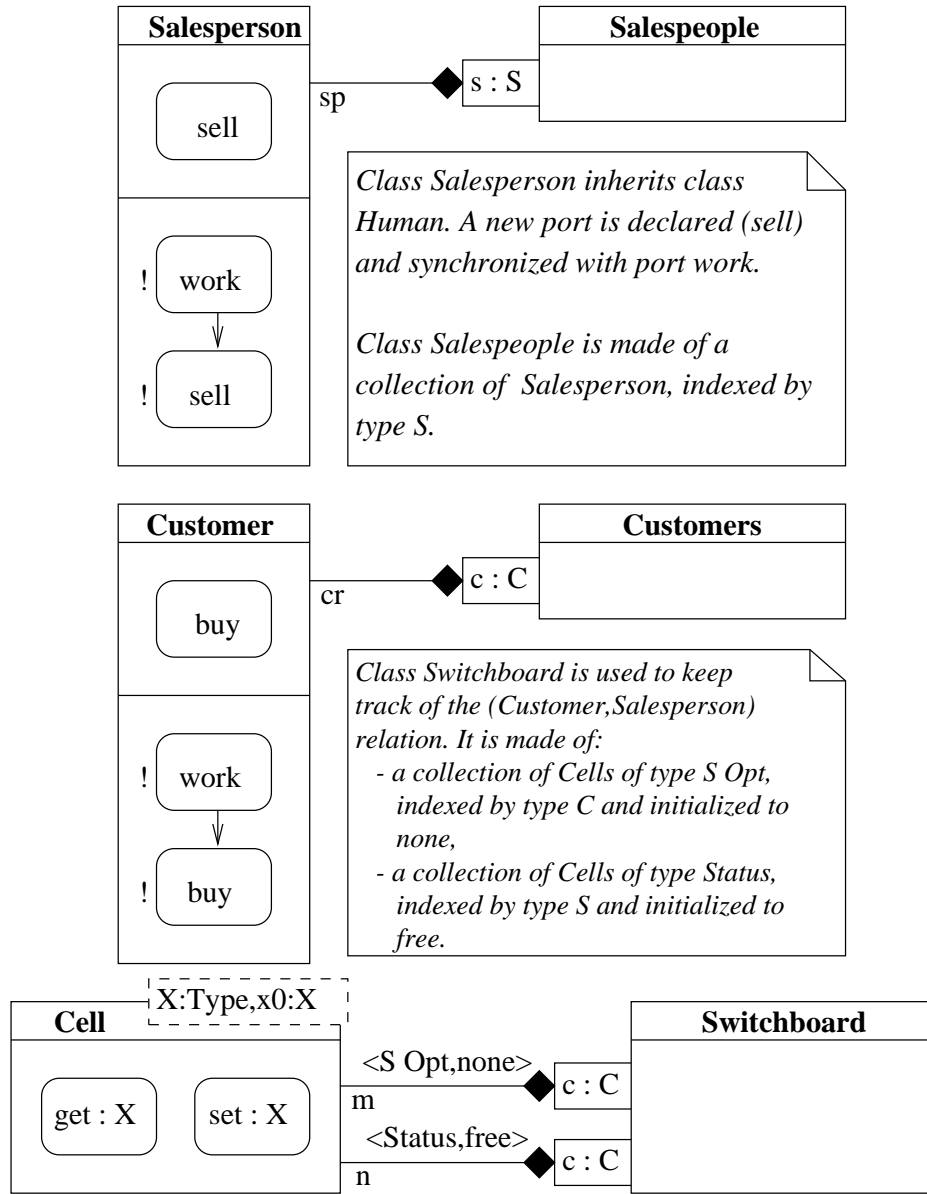 Salesperson
Salespeople
sell
sp
s : S
Class Salesperson inherits class
Human. A new port is declared (sell)
and synchronized with port work.
Class Salespeople is made of a
collection of Salesperson, indexed by
type S.
! work
! sell
Customer
Customers
buy
cr
c : C
Class Switchboard is used to keep
track of the (Customer,Salesperson)
relation. It is made of:
- a collection of Cells of type S Opt,
indexed by type C and initialized to
none,
- a collection of Cells of type Status,
indexed by type S and initialized to
free.
! work
! buy
X:Type,x0:X
Cell
Switchboard
get : X
set : X
<S Opt,none>
m
c : C
<Status,free>
n
c : C